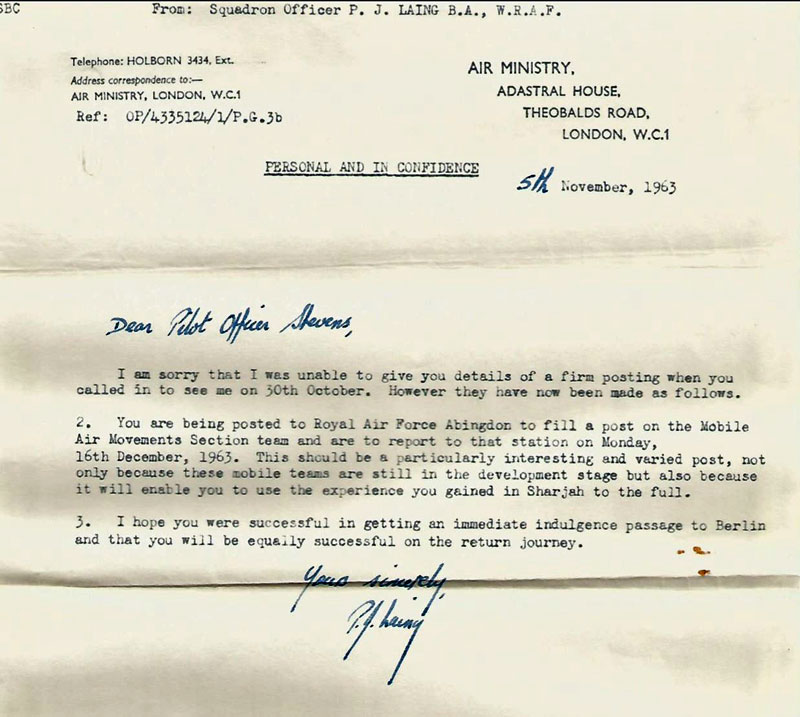 SBC From: Squadron Officer P. J. LAING B.A., W.R.A.F.
Telephone: HOLBORN 3434, Ext.
Address correspondence to:—
AIR MINISTRY, LONDON, W.C.1
Ref: OP/4335124/1/P.G.3b
AIR MINISTRY,
ADASTRAL HOUSE,
THEOBALDS ROAD,
LONDON, W.C.1
PERSONAL AND IN CONFIDENCE
5th November, 1963
Dear Pilot Officer Stevens,
I am sorry that I was unable to give you details of a firm posting when you
called in to see me on 30th October. However they have now been made as follows.
2. You are being posted to Royal Air Force Abingdon to fill a post on the Mobile
Air Movements Section team and are to report to that station on Monday,
16th December, 1963. This should be a particularly interesting and varied post, not
only because these mobile teams are still in the development stage but also because
it will enable you to use the experience you gained in Sharjah to the full.
3. I hope you were successful in getting an immediate indulgence passage to Berlin
and that you will be equally successful on the return journey.
Yours sincerely,
P.J. Laing